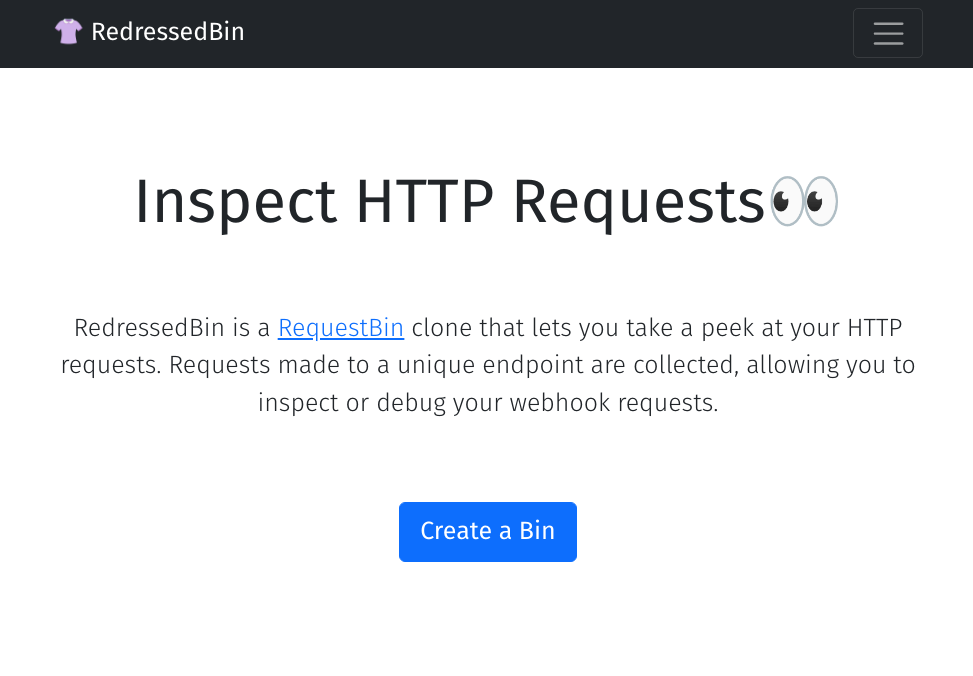 👚 RedressedBin
Inspect HTTP Requests👀
RedressedBin is a RequestBin clone that lets you take a peek at your HTTP
requests. Requests made to a unique endpoint are collected, allowing you to
inspect or debug your webhook requests.
Create a Bin